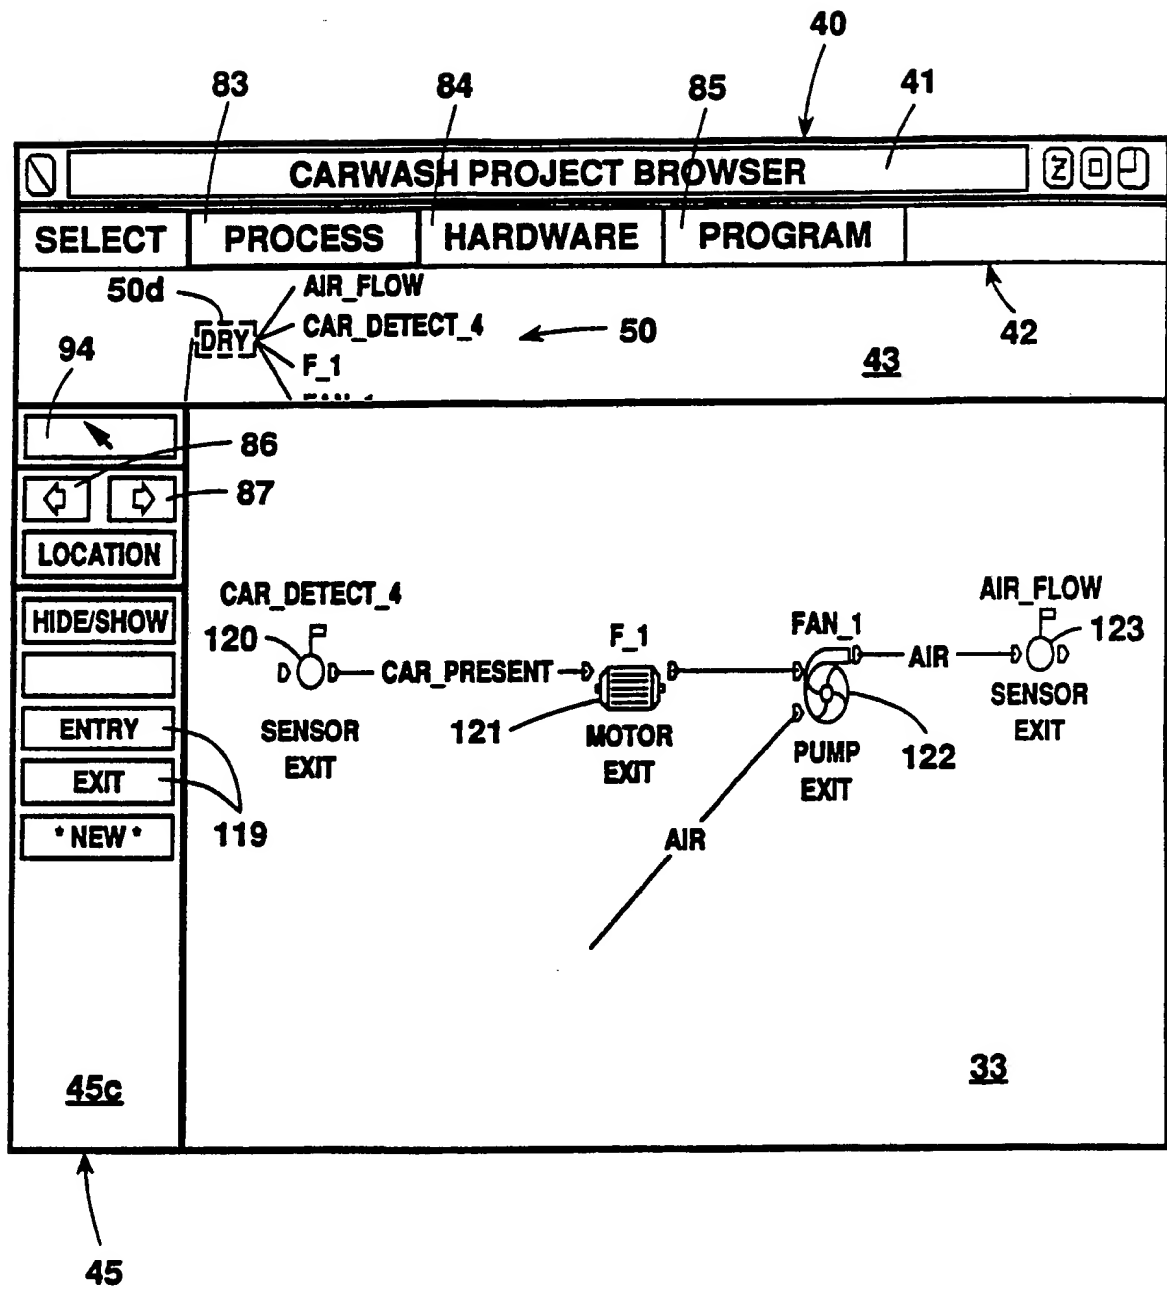 40
83 84 85 41
CARWASH PROJECT BROWSER Z
SELECT PROCESS HARDWARE PROGRAM
50d AIR_FLOW
DRY CAR_DETECT_4 50 42
94 F_1 43
86
87
LOCATION
HIDE/SHOW CAR_DETECT_4 AIR_FLOW
120 F_1 FAN_1 123
CAR_PRESENT AIR
ENTRY SENSOR 121 MOTOR 122 SENSOR
EXIT EXIT EXIT PUMP EXIT
EXIT
*NEW* 119 AIR
45c 33
45